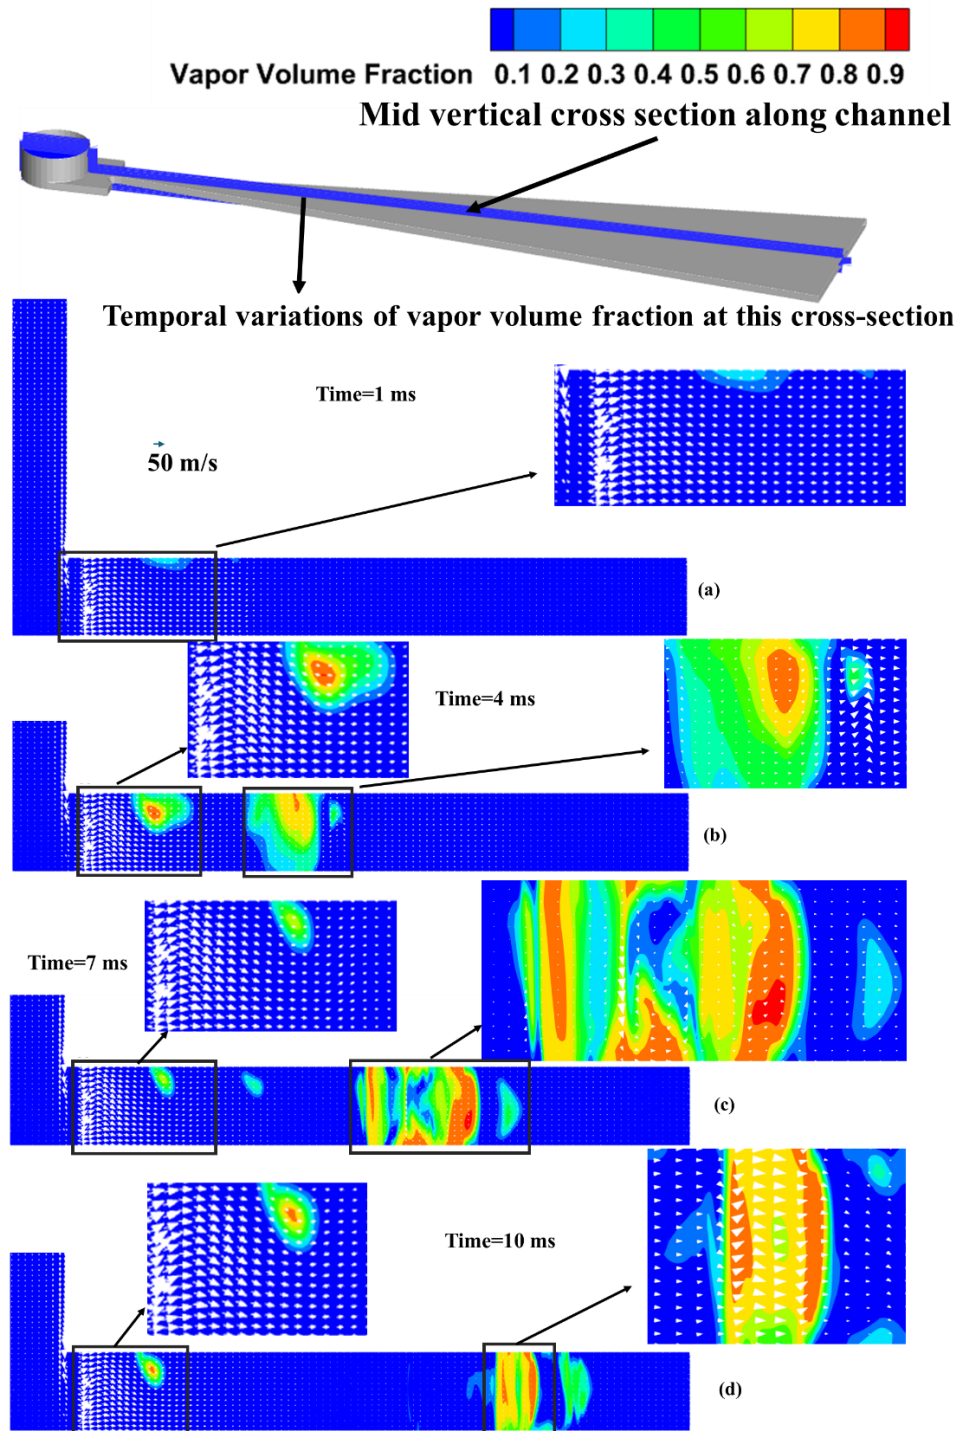 Vapor Volume Fraction 0.1 0.2 0.3 0.4 0.5 0.6 0.7 0.8 0.9
Mid vertical cross section along channel
Temporal variations of vapor volume fraction at this cross-section
Time=1 ms
50 m/s
(a)
Time=4 ms
(b)
Time=7 ms
(c)
Time=10 ms
(d)